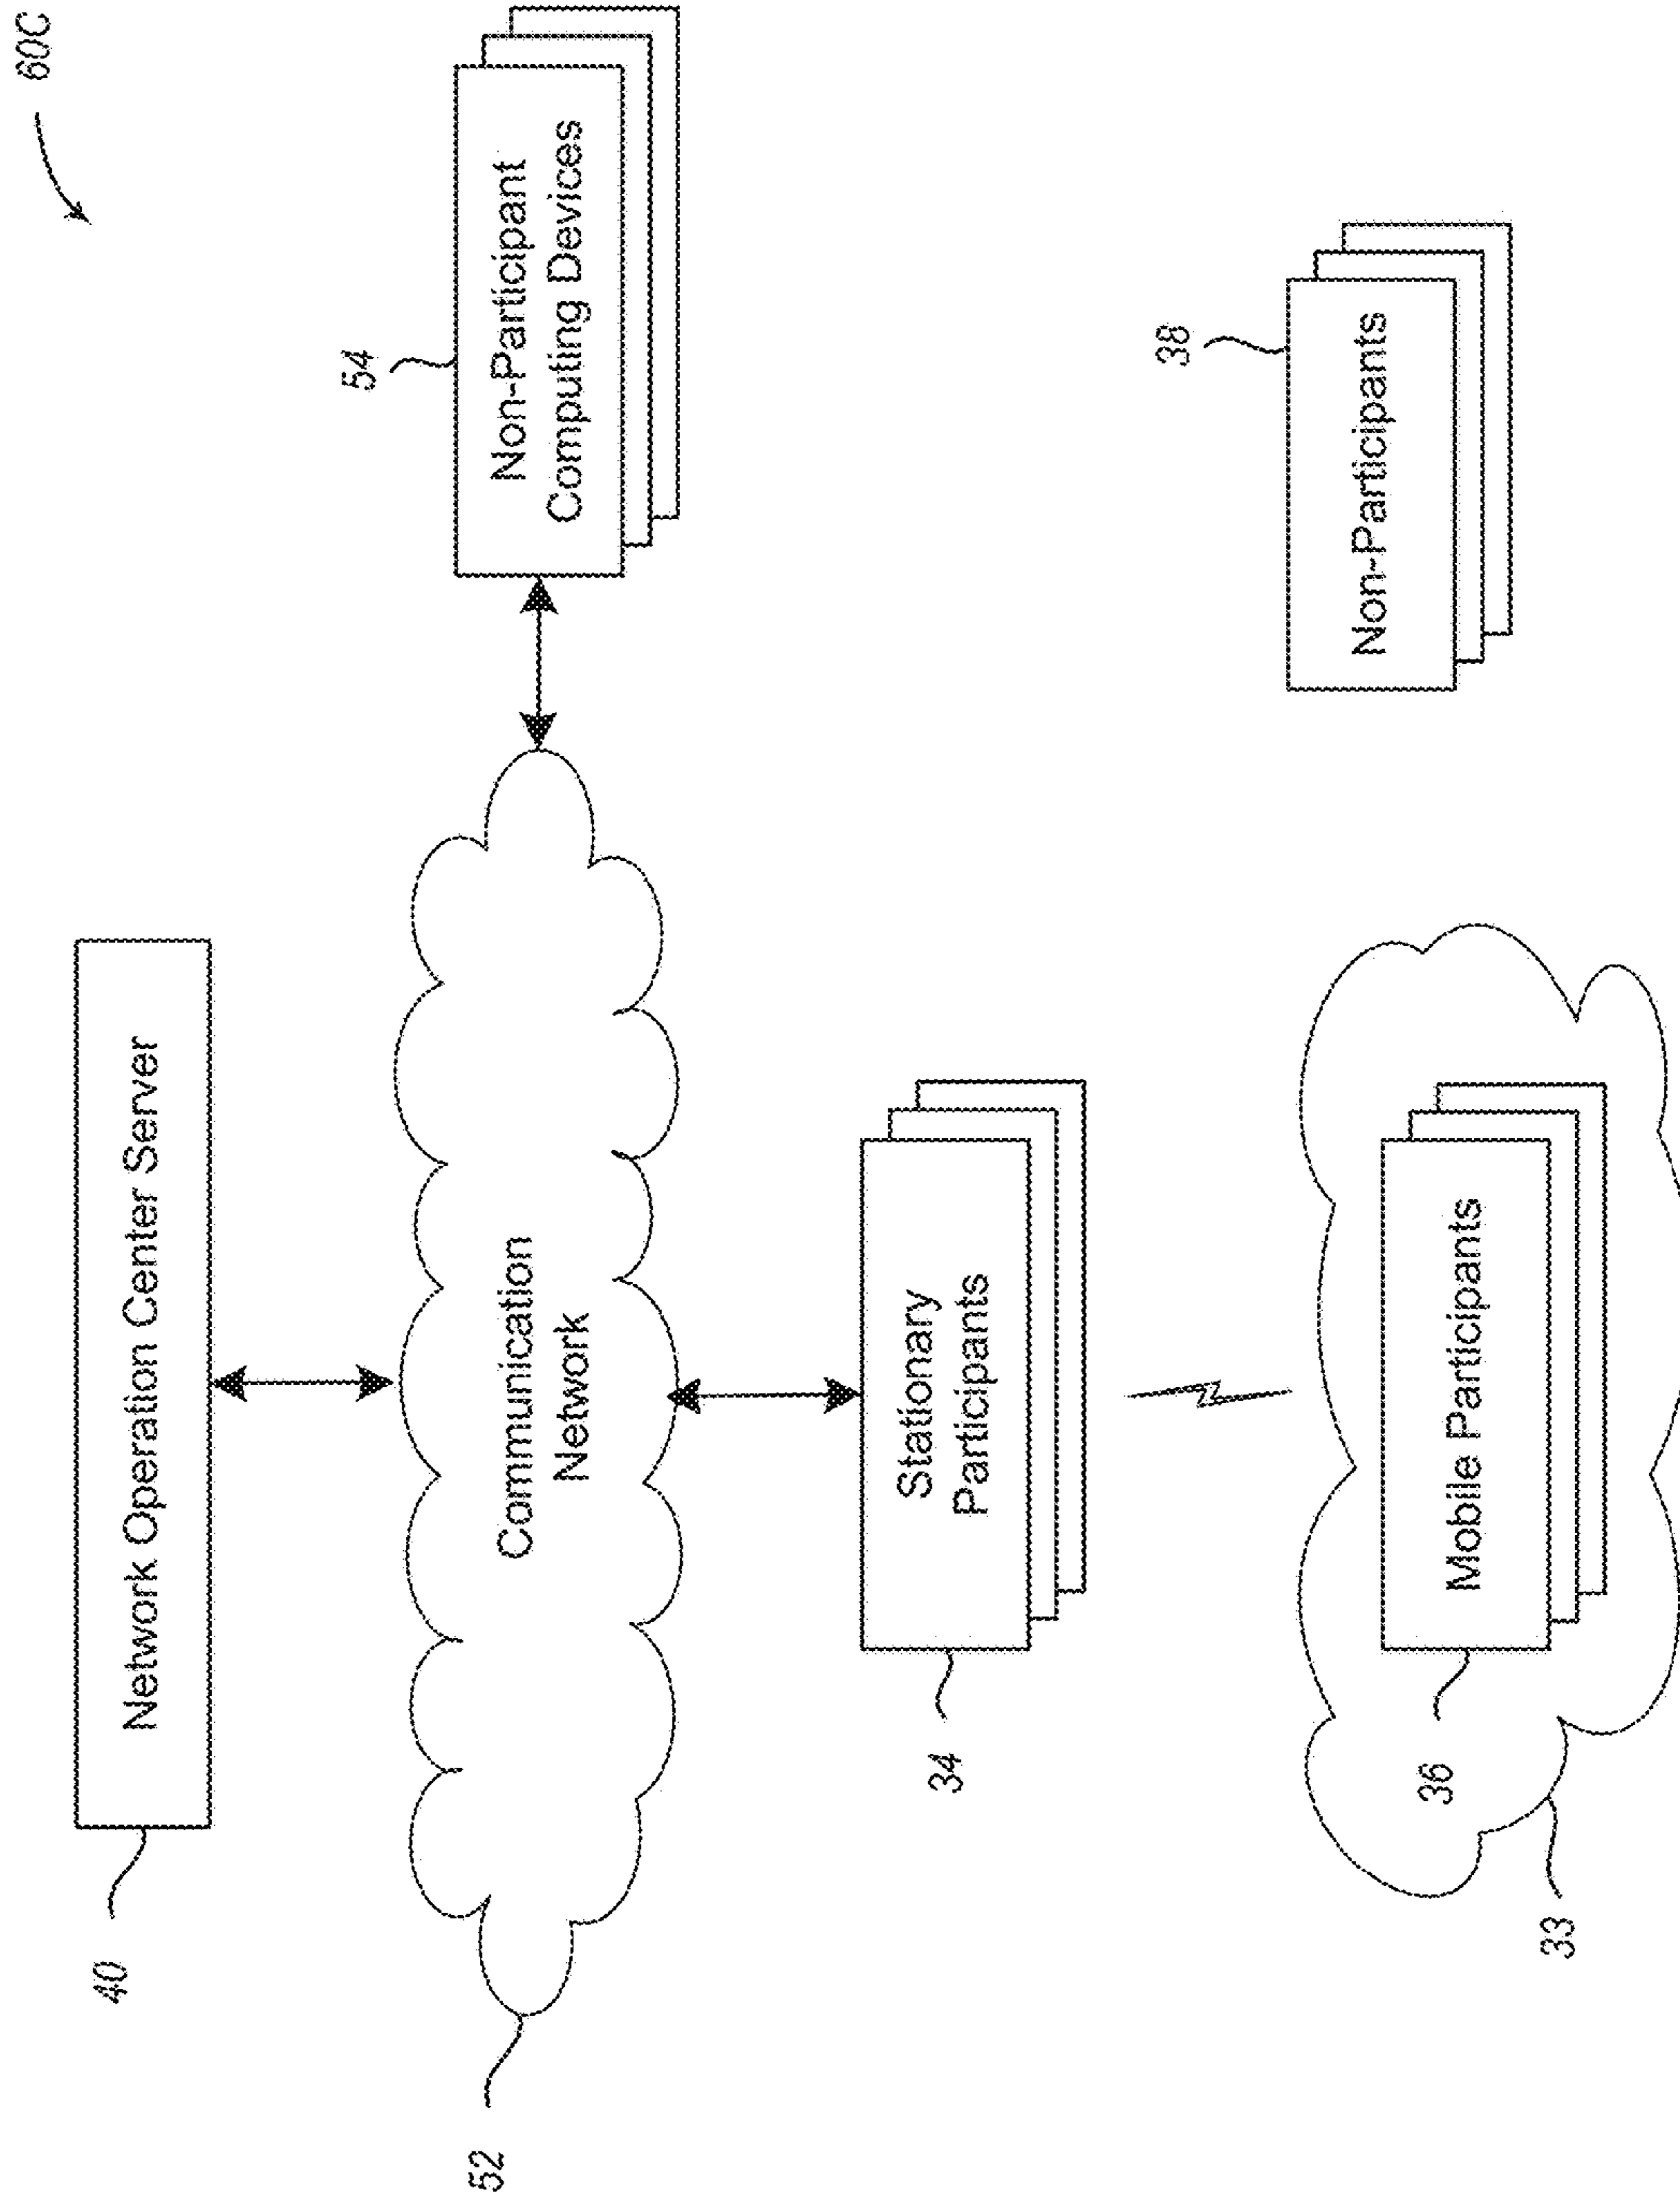 60C
Network Operation Center Server
40
Communication
Network
52
Non-Participant
Computing Devices
54
Stationary
Participants
34
Mobile Participants
36
33
Non-Participants
38